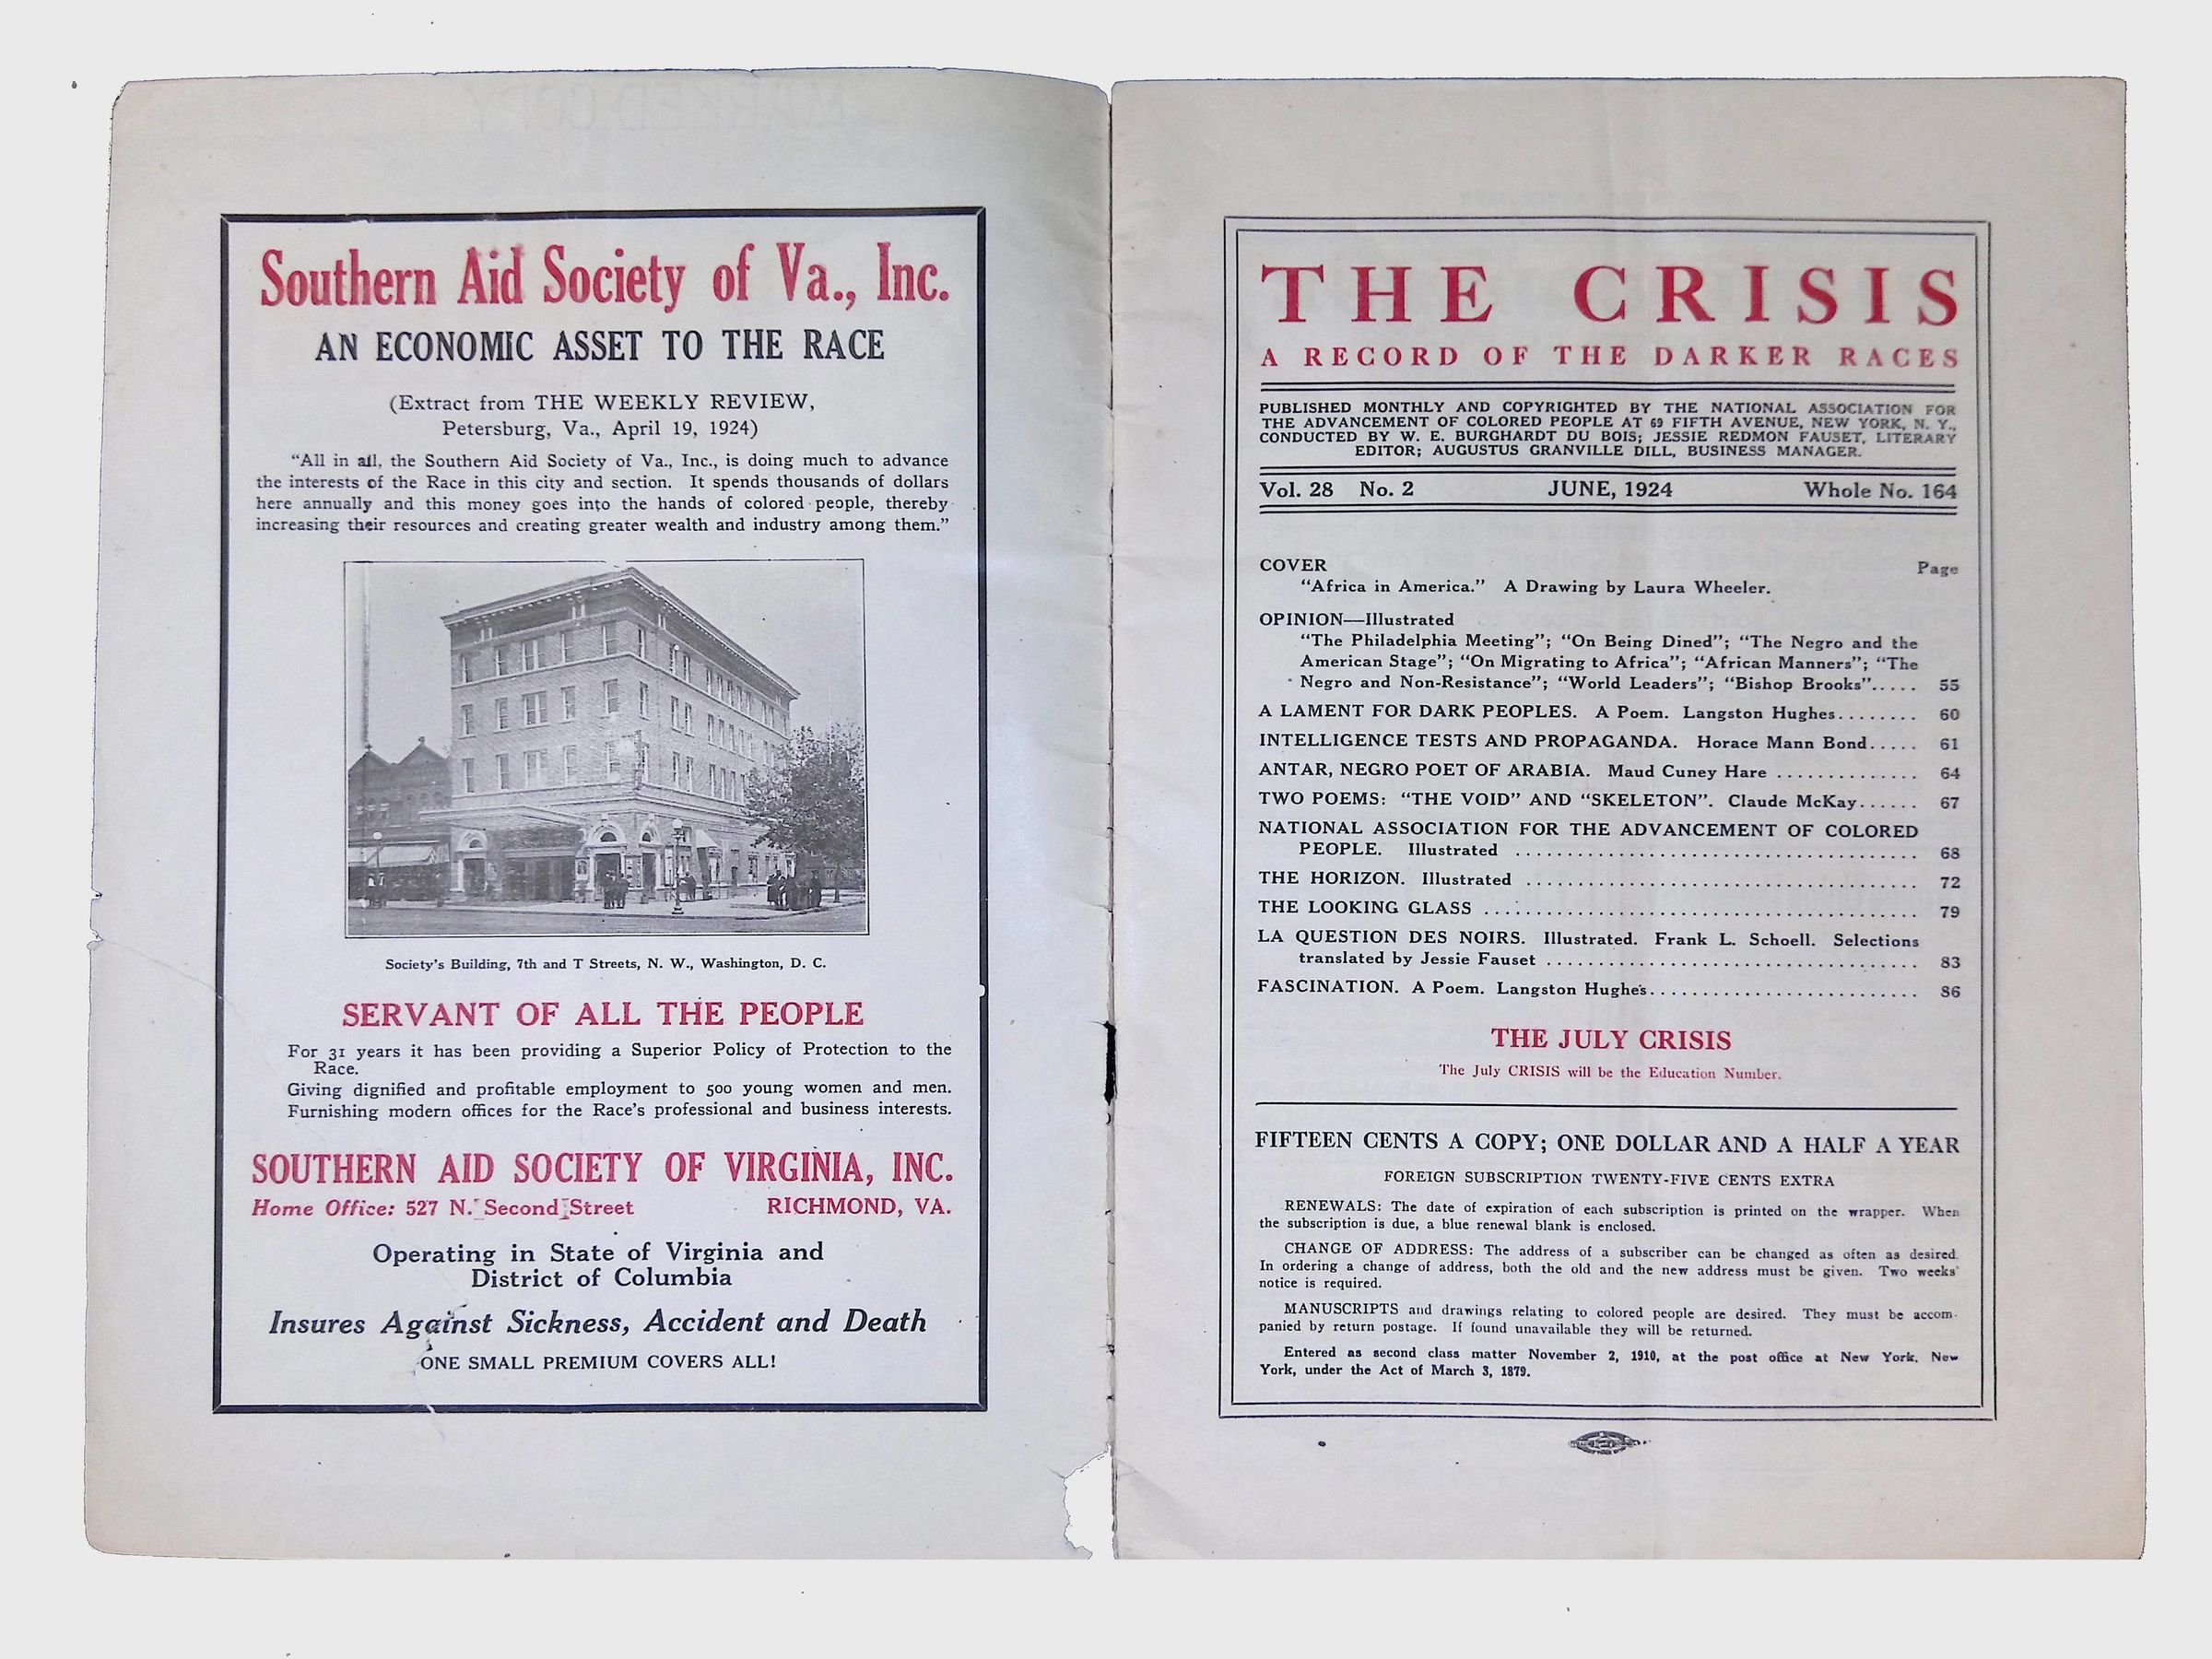 Southern Aid Society of Va., Inc.
AN ECONOMIC ASSET TO THE RACE
(Extract from THE WEEKLY REVIEW,
Petersburg, Va., April 19, 1924)
“All in all, the Southern Aid Society of Va., Inc., is doing much to advance
the interests of the Race in this city and section. It spends thousands of dollars
here annually and this money goes into the hands of colored people, thereby
increasing their resources and creating greater wealth and industry among them.”
Society's Building, 7th and T Streets, N. W., Washington, D. C.
SERVANT OF ALL THE PEOPLE
For 31 years it has been providing a Superior Policy of Protection to the
Race.
Giving dignified and profitable employment to 500 young women and men.
Furnishing modern offices for the Race's professional and business interests.
SOUTHERN AID SOCIETY OF VIRGINIA, INC.
Home Office: 527 N. Second Street RICHMOND, VA.
Operating in State of Virginia and
District of Columbia
Insures Against Sickness, Accident and Death
ONE SMALL PREMIUM COVERS ALL!
THE CRISIS
A RECORD OF THE DARKER RACES
PUBLISHED MONTHLY AND COPYRIGHTED BY THE NATIONAL ASSOCIATION FOR
THE ADVANCEMENT OF COLORED PEOPLE AT 69 FIFTH AVENUE, NEW YORK, N. Y.,
CONDUCTED BY W. E. BURGHARDT DU BOIS; JESSIE REDMON FAUSET, LITERARY
EDITOR; AUGUSTUS GRANVILLE DILL, BUSINESS MANAGER.
Vol. 28 No. 2 JUNE, 1924 Whole No. 164
COVER Page
“Africa in America.” A Drawing by Laura Wheeler.
OPINION—Illustrated
“The Philadelphia Meeting”; “On Being Dined”; “The Negro and the
American Stage”; “On Migrating to Africa”; “African Manners”; “The
Negro and Non-Resistance”; “World Leaders”; “Bishop Brooks”..... 55
A LAMENT FOR DARK PEOPLES. A Poem. Langston Hughes........ 60
INTELLIGENCE TESTS AND PROPAGANDA. Horace Mann Bond..... 61
ANTAR, NEGRO POET OF ARABIA. Maud Cuney Hare .............. 64
TWO POEMS: “THE VOID” AND “SKELETON”. Claude McKay...... 67
NATIONAL ASSOCIATION FOR THE ADVANCEMENT OF COLORED
PEOPLE. Illustrated ........................................ 68
THE HORIZON. Illustrated ....................................... 72
THE LOOKING GLASS ........................................... 79
LA QUESTION DES NOIRS. Illustrated. Frank L. Schoell. Selections
translated by Jessie Fauset ..................................... 83
FASCINATION. A Poem. Langston Hughes.......................... 86
THE JULY CRISIS
The July CRISIS will be the Education Number.
FIFTEEN CENTS A COPY; ONE DOLLAR AND A HALF A YEAR
FOREIGN SUBSCRIPTION TWENTY-FIVE CENTS EXTRA
RENEWALS: The date of expiration of each subscription is printed on the wrapper. When
the subscription is due, a blue renewal blank is enclosed.
CHANGE OF ADDRESS: The address of a subscriber can be changed as often as desired.
In ordering a change of address, both the old and the new address must be given. Two weeks'
notice is required.
MANUSCRIPTS and drawings relating to colored people are desired. They must be accom-
panied by return postage. If found unavailable they will be returned.
Entered as second class matter November 2, 1910, at the post office at New York, New
York, under the Act of March 3, 1879.